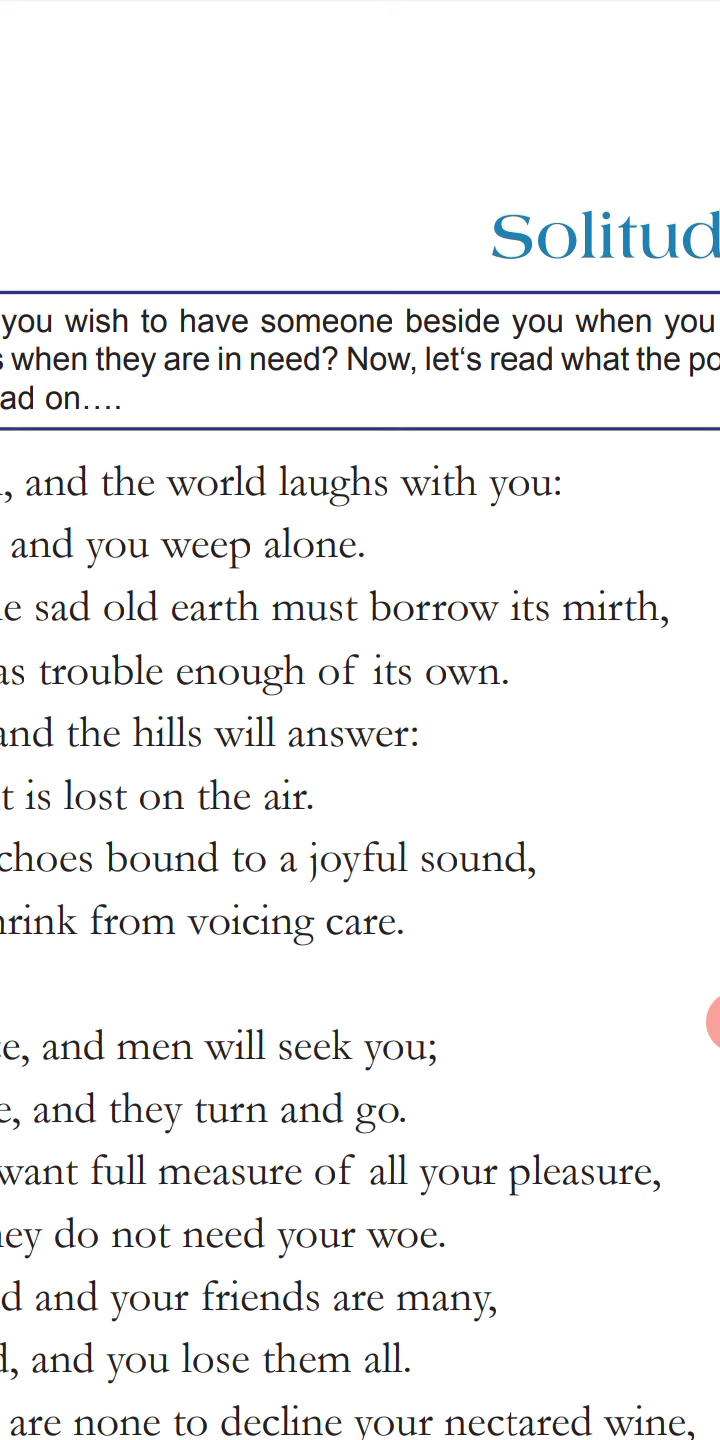 Solitud
you wish to have someone beside you when you
s when they are in need? Now, let‘s read what the po
ad on….
, and the world laughs with you:
and you weep alone.
e sad old earth must borrow its mirth,
as trouble enough of its own.
and the hills will answer:
t is lost on the air.
choes bound to a joyful sound,
hrink from voicing care.
e, and men will seek you;
e, and they turn and go.
want full measure of all your pleasure,
ey do not need your woe.
d and your friends are many,
d, and you lose them all.
are none to decline your nectared wine,